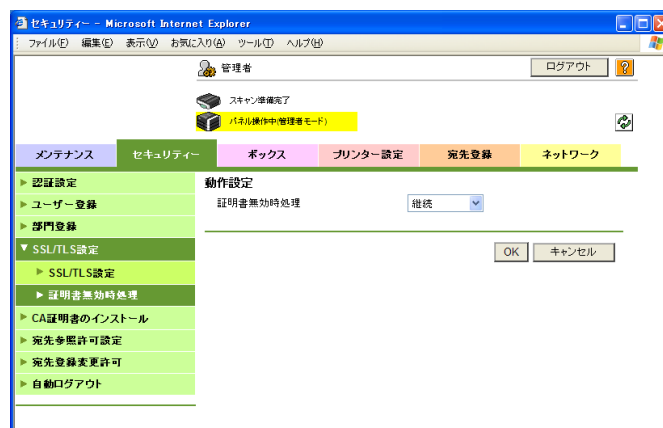 セキュリティー - Microsoft Internet Explorer
ファイル(F) 編集(E) 表示(V) お気に入り(A) ツール(T) ヘルプ(H)
管理者
ログアウト
?
スキャン準備完了
パネル操作中(管理者モード)
メンテナンス セキュリティー ボックス プリンター設定 宛先登録 ネットワーク
認証設定
ユーザー登録
部門登録
SSL/TLS設定
SSL/TLS設定
証明書無効時処理
CA証明書のインストール
宛先参照許可設定
宛先登録変更許可
自動ログアウト
動作設定
証明書無効時処理 継続
OK キャンセル